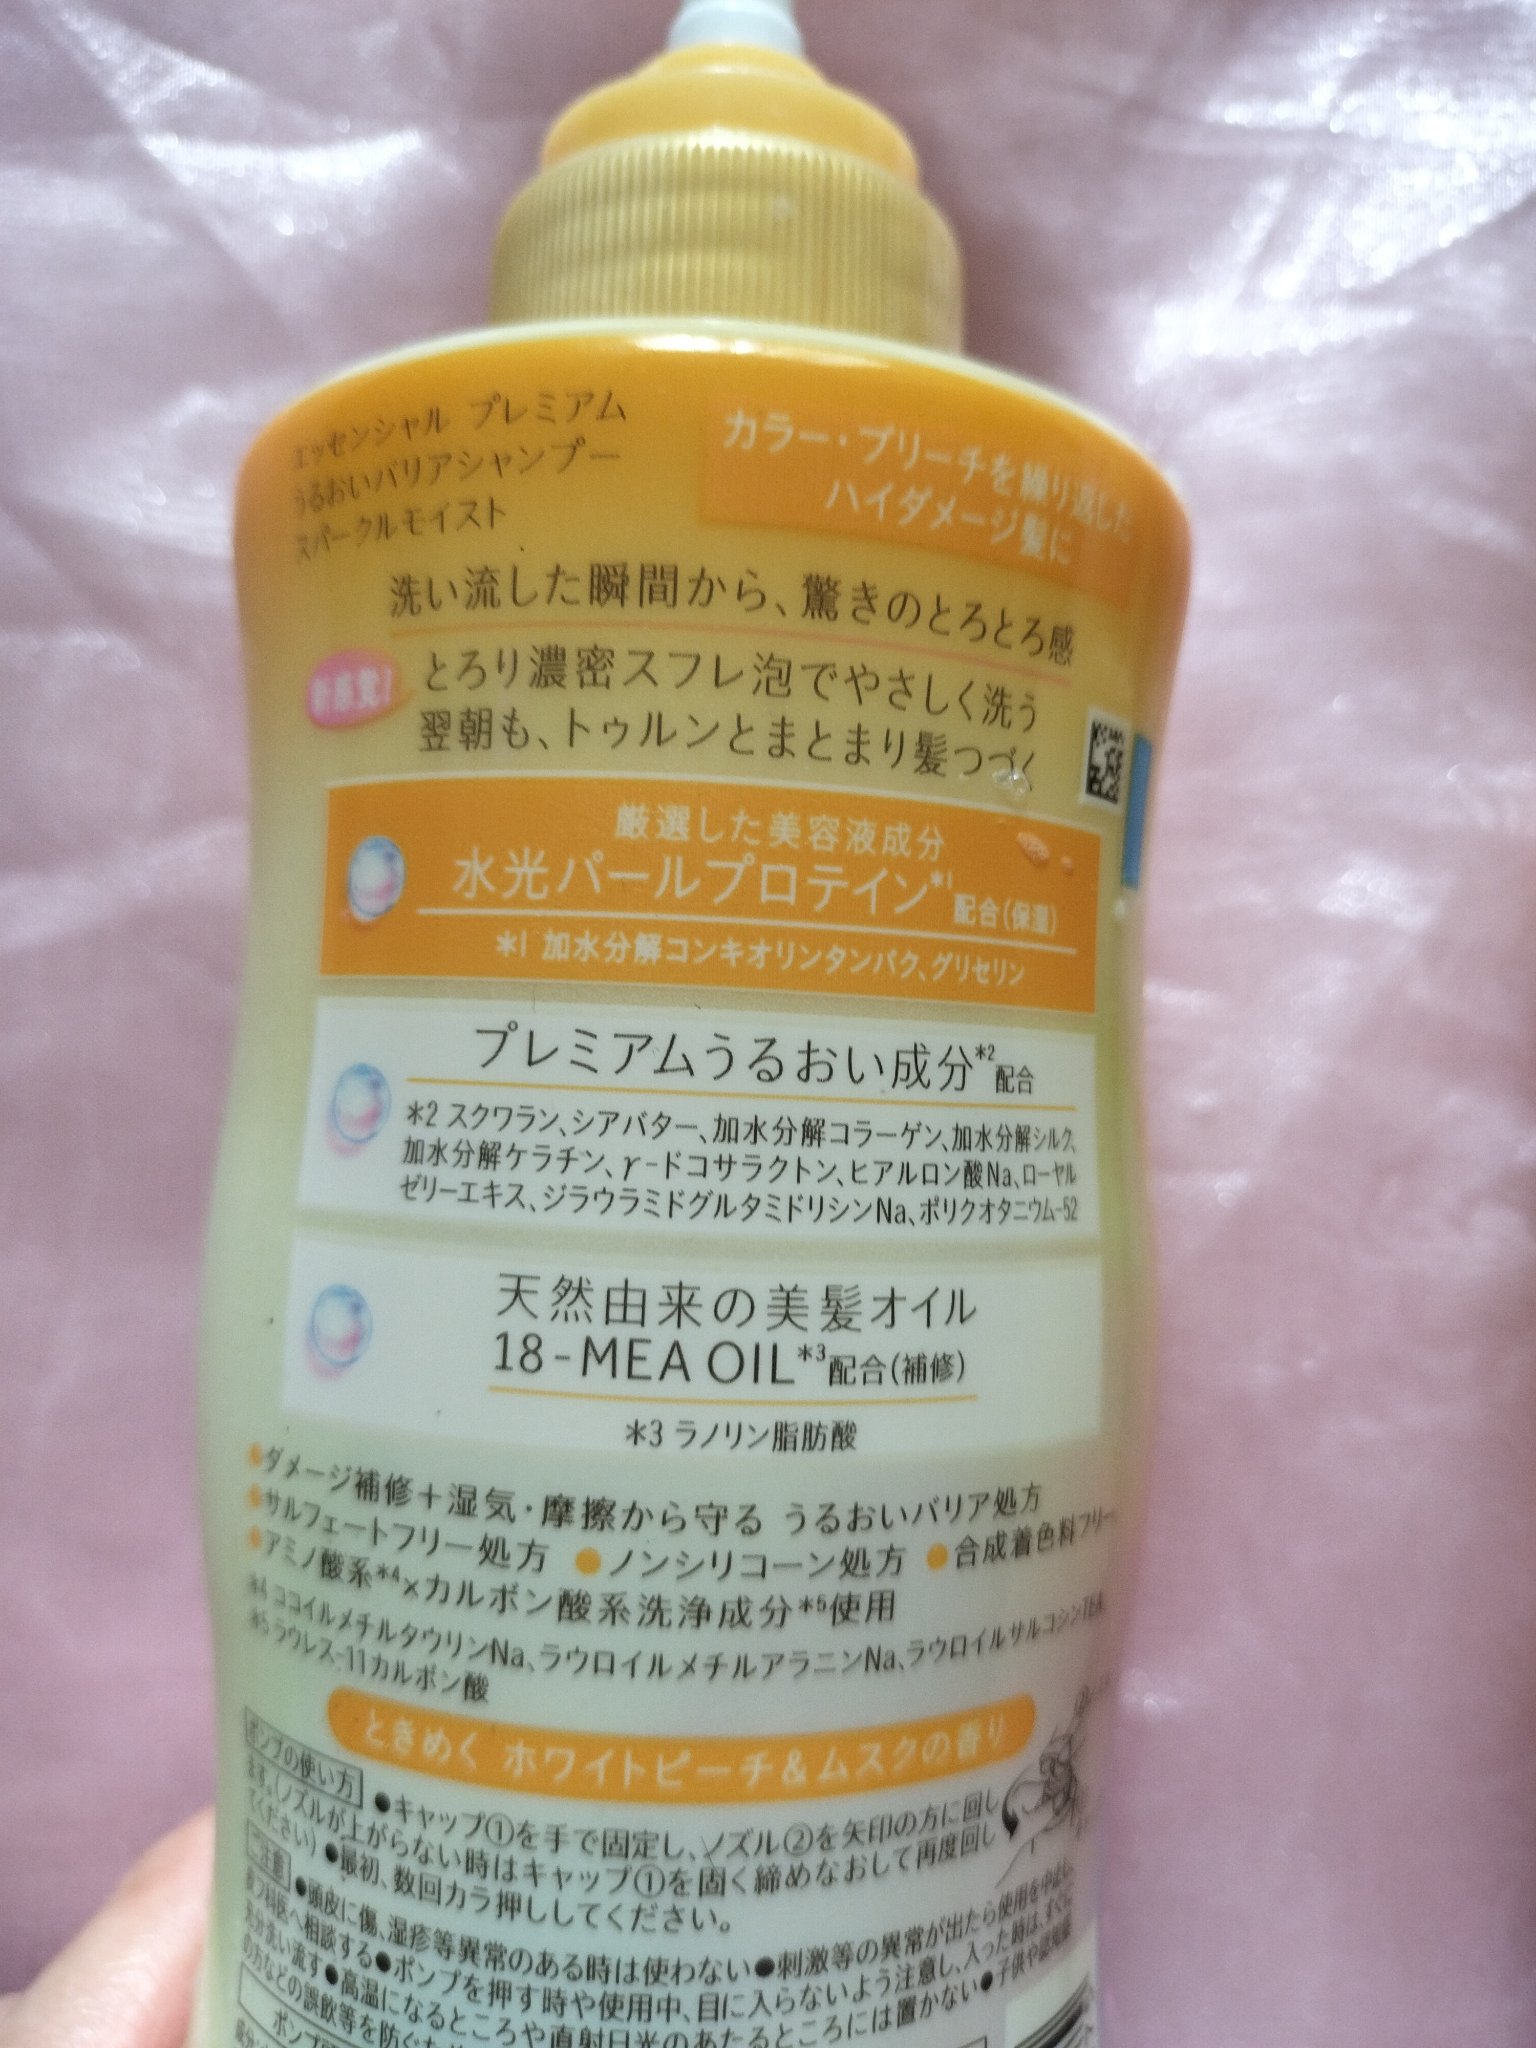 エッセンシャル プレミアム
うるおいバリアシャンプー
スパークルモイスト
カラー・ブリーチを繰り返した
ハイダメージ髪に
洗い流した瞬間から、驚きのとろとろ感
新感覚!
とろり濃密スフレ泡でやさしく洗う
翌朝も、トゥルンとまとまり髪つづく
厳選した美容液成分
水光パールプロテイン*1配合(保湿)
*1 加水分解コンキオリンタンパク、グリセリン
プレミアムうるおい成分*2配合
*2 スクワラン、シアバター、加水分解コラーゲン、加水分解シルク、
加水分解ケラチン、γ-ドコサラクトン、ヒアルロン酸Na、ローヤル
ゼリーエキス、ジラウラミドグルタミドリシンNa、ポリクオタニウム-52
天然由来の美髪オイル
18-MEA OIL*3配合(補修)
*3 ラノリン脂肪酸
●ダメージ補修+湿気・摩擦から守る うるおいバリア処方
●サルフェートフリー処方 ●ノンシリコーン処方 ●合成着色料フリー
●アミノ酸系*4×カルボン酸系洗浄成分*5使用
*4 ココイルメチルタウリンNa、ラウロイルメチルアラニンNa、ラウロイルサルコシン
*5 ラウレス-11カルボン酸
ときめく ホワイトピーチ&ムスクの香り
ポンプの使い方 ●キャップ①を手で固定し、ノズル②を矢印の方に回し
ます。(ノズルが上がらない時はキャップ①を固く締めなおして再度回し
てください) ●最初、数回カラ押ししてください。
ご注意 ●頭皮に傷、湿疹等異常のある時は使わない●刺激等の異常が出たら使用を中止し、
皮フ科医へ相談する●ポンプを押す時や使用中、目に入らないよう注意し、入った時は、すぐに
充分洗い流す●高温になるところや直射日光のあたるところには置かない●子供や認知症
の方などの誤飲等を防ぐため
ポンプ